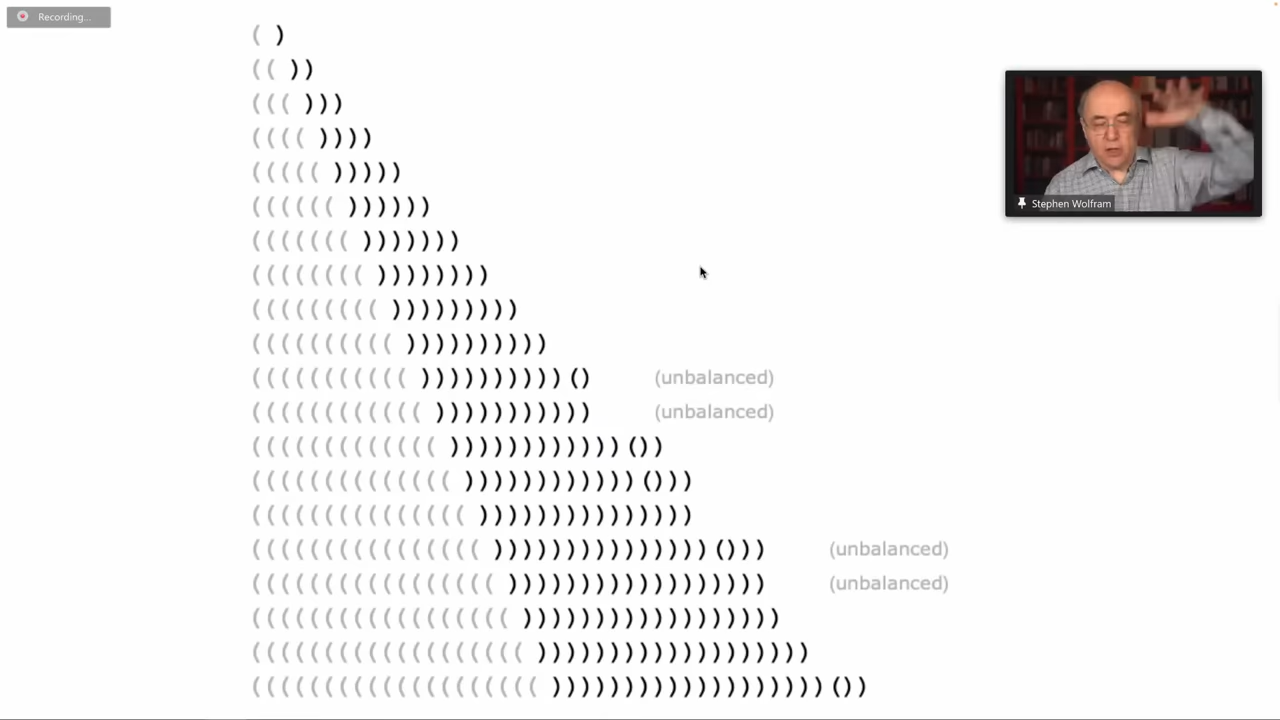 Recording...
( )
(( ))
((( )))
(((( ))))
((((( )))))
(((((( ))))))
((((((( )))))))
(((((((( ))))))))
((((((((( )))))))))
(((((((((( ))))))))))
((((((((((( ))))))))))() (unbalanced)
(((((((((((( ))))))))))) (unbalanced)
((((((((((((( ))))))))))))())
(((((((((((((( ))))))))))))()))
((((((((((((((( )))))))))))))))
(((((((((((((((( )))))))))))))))())) (unbalanced)
((((((((((((((((( )))))))))))))))))) (unbalanced)
(((((((((((((((((( ))))))))))))))))))
((((((((((((((((((( )))))))))))))))))))
(((((((((((((((((((( )))))))))))))))))))())
Stephen Wolfram